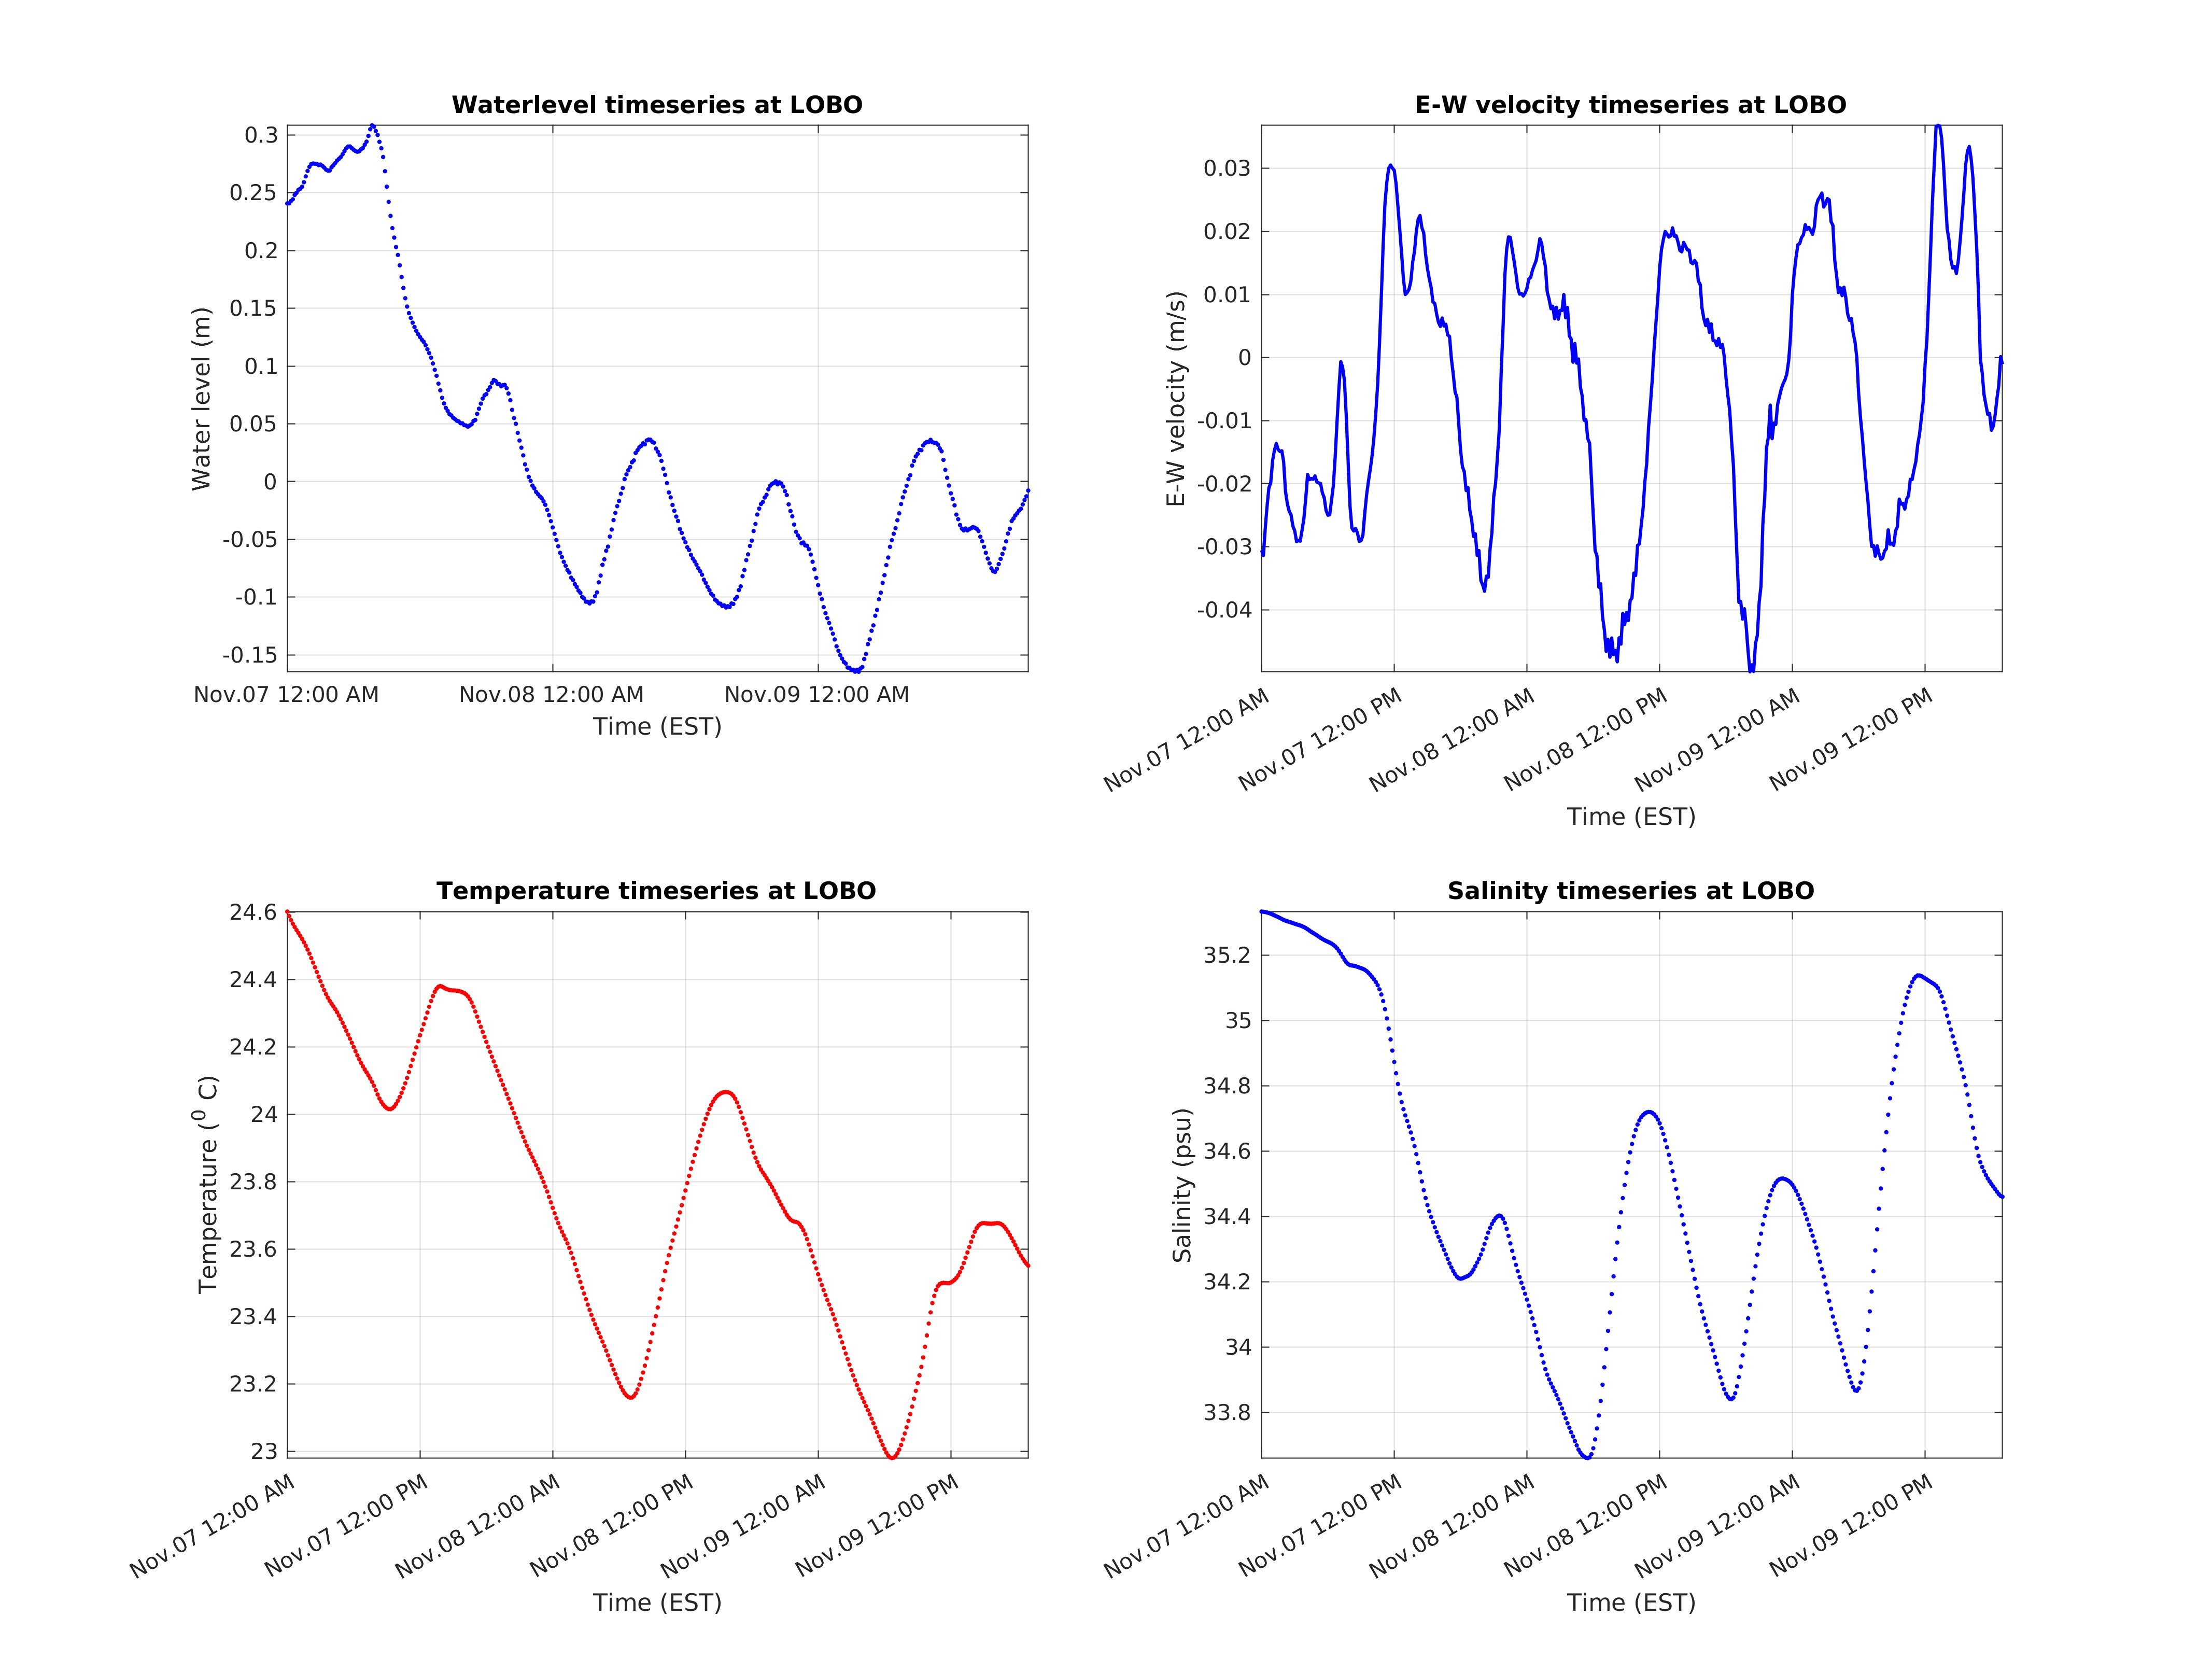 Waterlevel timeseries at LOBO
0.3
0.25
0.2
0.15
0.1
0.05
0
-0.05
-0.1
-0.15
Water level (m)
Nov.07 12:00 AM Nov.08 12:00 AM Nov.09 12:00 AM
Time (EST)
E-W velocity timeseries at LOBO
0.03
0.02
0.01
0
-0.01
-0.02
-0.03
-0.04
E-W velocity (m/s)
Nov.07 12:00 AM
Nov.07 12:00 PM
Nov.08 12:00 AM
Nov.08 12:00 PM
Nov.09 12:00 AM
Nov.09 12:00 PM
Time (EST)
Temperature timeseries at LOBO
24.6
24.4
24.2
24
23.8
23.6
23.4
23.2
23
Temperature (⁰ C)
Nov.07 12:00 AM
Nov.07 12:00 PM
Nov.08 12:00 AM
Nov.08 12:00 PM
Nov.09 12:00 AM
Nov.09 12:00 PM
Time (EST)
Salinity timeseries at LOBO
35.2
35
34.8
34.6
34.4
34.2
34
33.8
Salinity (psu)
Nov.07 12:00 AM
Nov.07 12:00 PM
Nov.08 12:00 AM
Nov.08 12:00 PM
Nov.09 12:00 AM
Nov.09 12:00 PM
Time (EST)